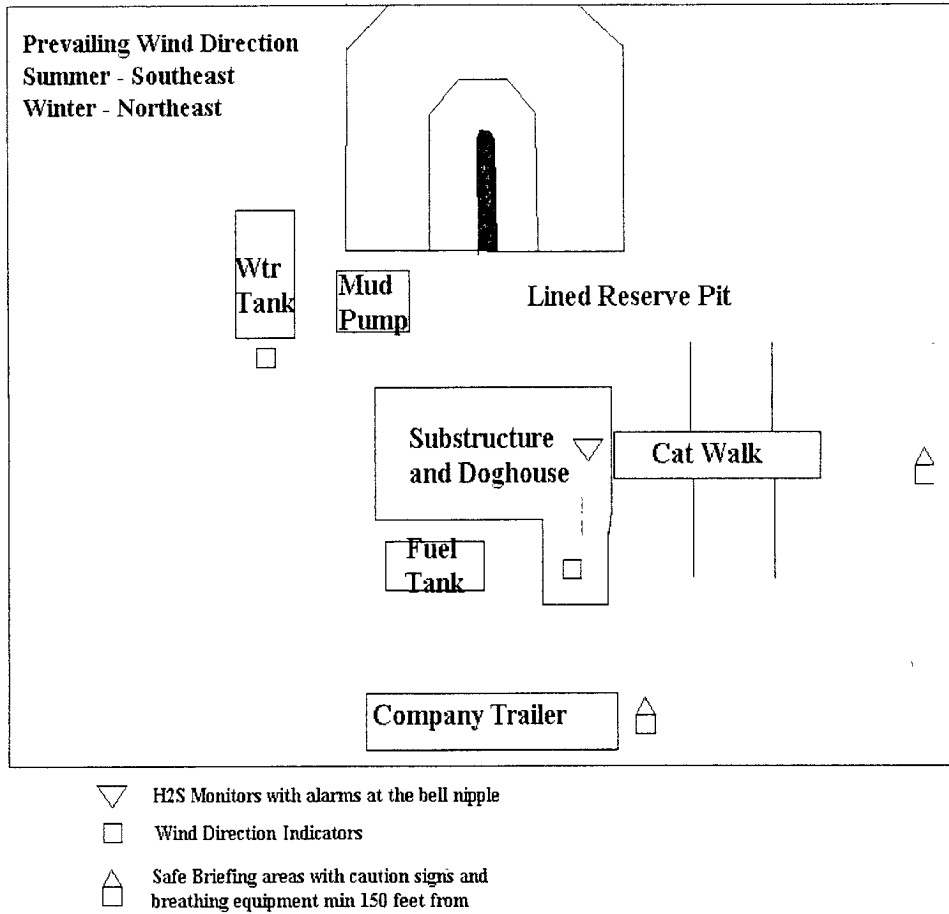 Prevailing Wind Direction
Summer - Southeast
Winter - Northeast
Wtr
Tank
Mud
Pump
Lined Reserve Pit
Substructure
and Doghouse
Cat Walk
Fuel
Tank
Company Trailer
H2S Monitors with alarms at the bell nipple
Wind Direction Indicators
Safe Briefing areas with caution signs and
breathing equipment min 150 feet from